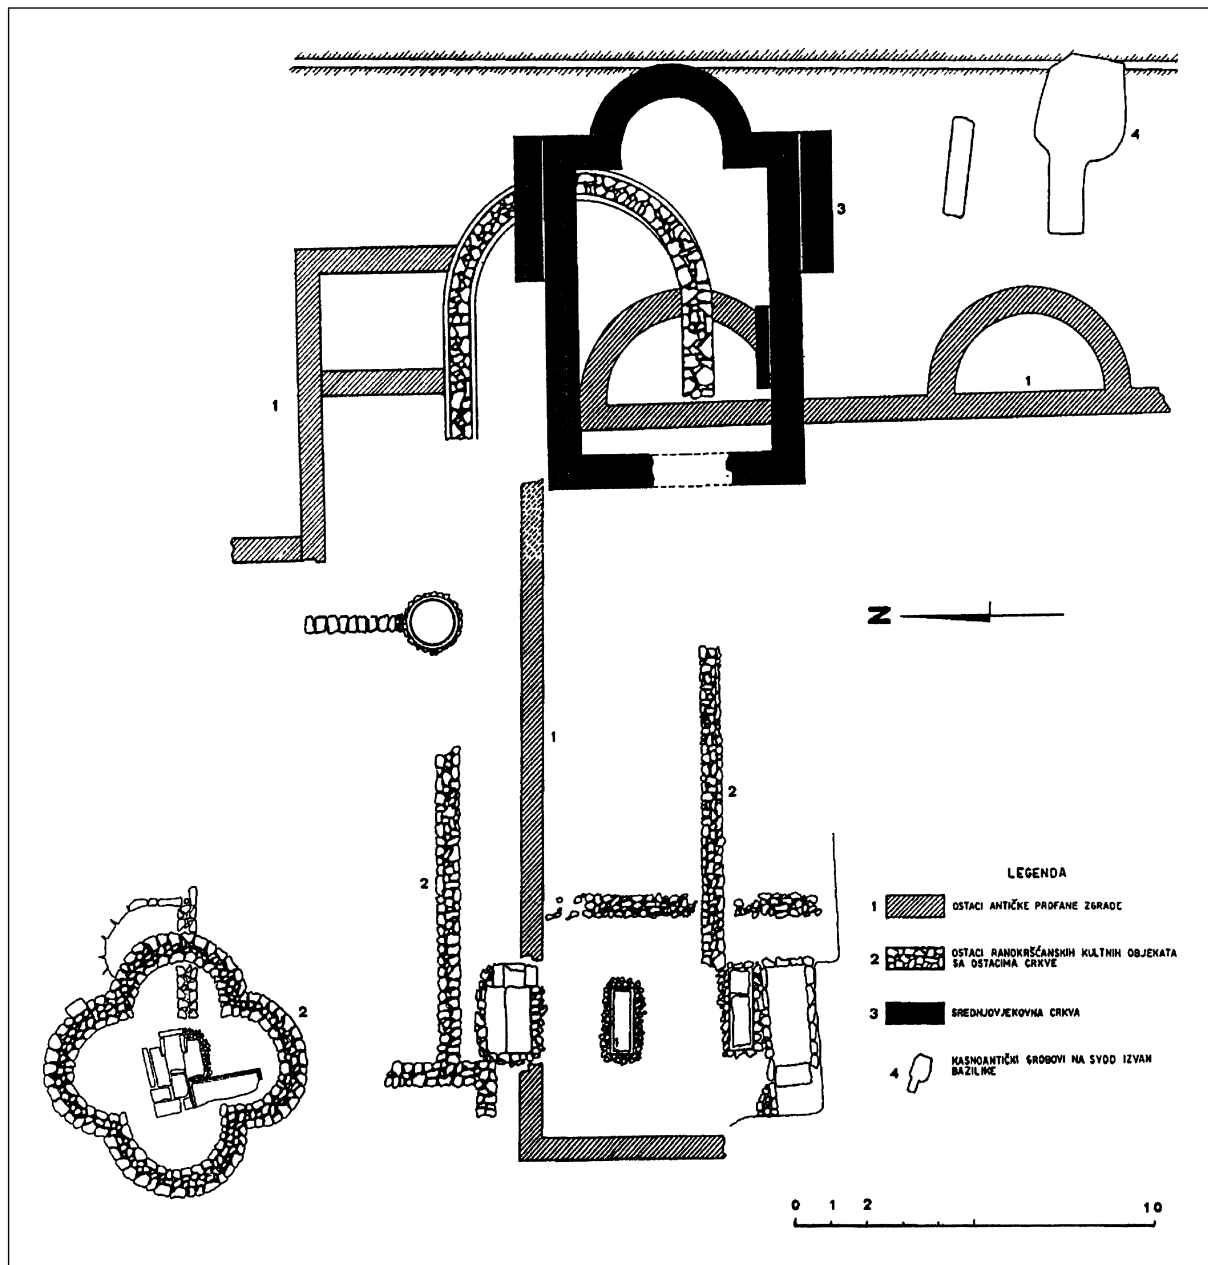 4
3
1
1
N
1
2
2
2
LEGENDA
1 OSTACI ANTIČKE PROFANE ZGRADE
2 OSTACI RANOKRŠĆANSKIH KULTNIH OBJEKATA
SA OSTACIMA CRKVE
3 SREDNJOVJEKOVNA CRKVA
4 KASNOANTIČKI GROBOVI NA SVOD IZVAN
BAZILIKE
0 1 2 10